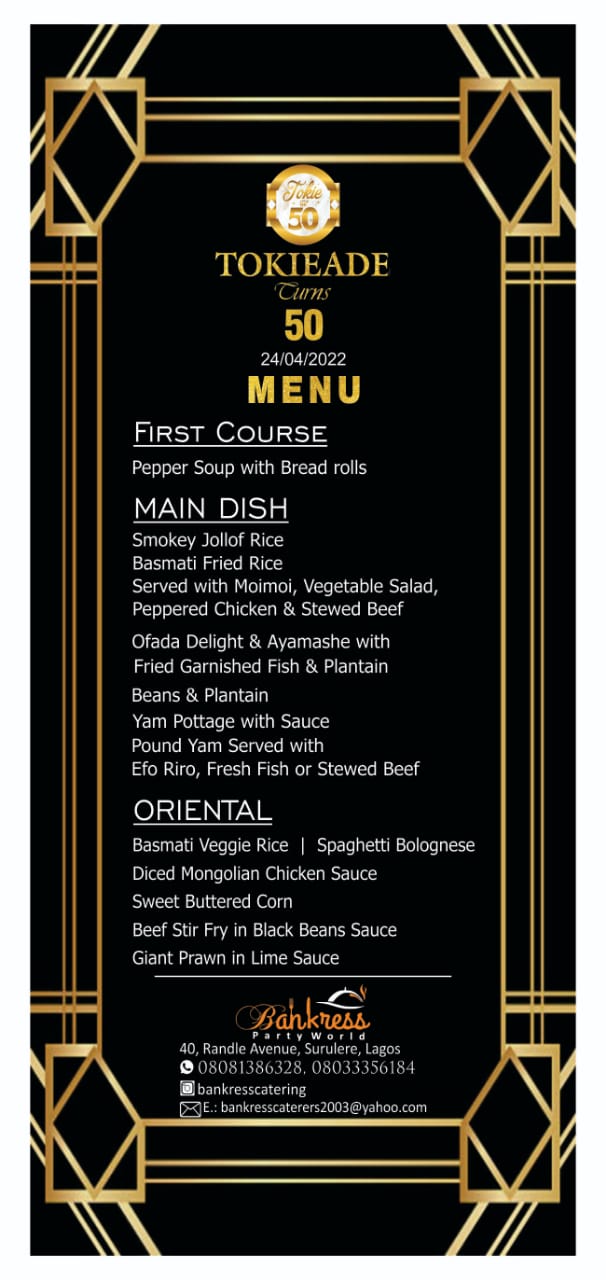 Tokie
50
TOKIEADE
Turns
50
24/04/2022
MENU
FIRST COURSE
Pepper Soup with Bread rolls
MAIN DISH
Smokey Jollof Rice
Basmati Fried Rice
Served with Moimoi, Vegetable Salad,
Peppered Chicken & Stewed Beef
Ofada Delight & Ayamashe with
Fried Garnished Fish & Plantain
Beans & Plantain
Yam Pottage with Sauce
Pound Yam Served with
Efo Riro, Fresh Fish or Stewed Beef
ORIENTAL
Basmati Veggie Rice | Spaghetti Bolognese
Diced Mongolian Chicken Sauce
Sweet Buttered Corn
Beef Stir Fry in Black Beans Sauce
Giant Prawn in Lime Sauce
Bankress
Party World
40, Randle Avenue, Surulere, Lagos
08081386328, 08033356184
bankresscatering
E.: bankresscaterers2003@yahoo.com